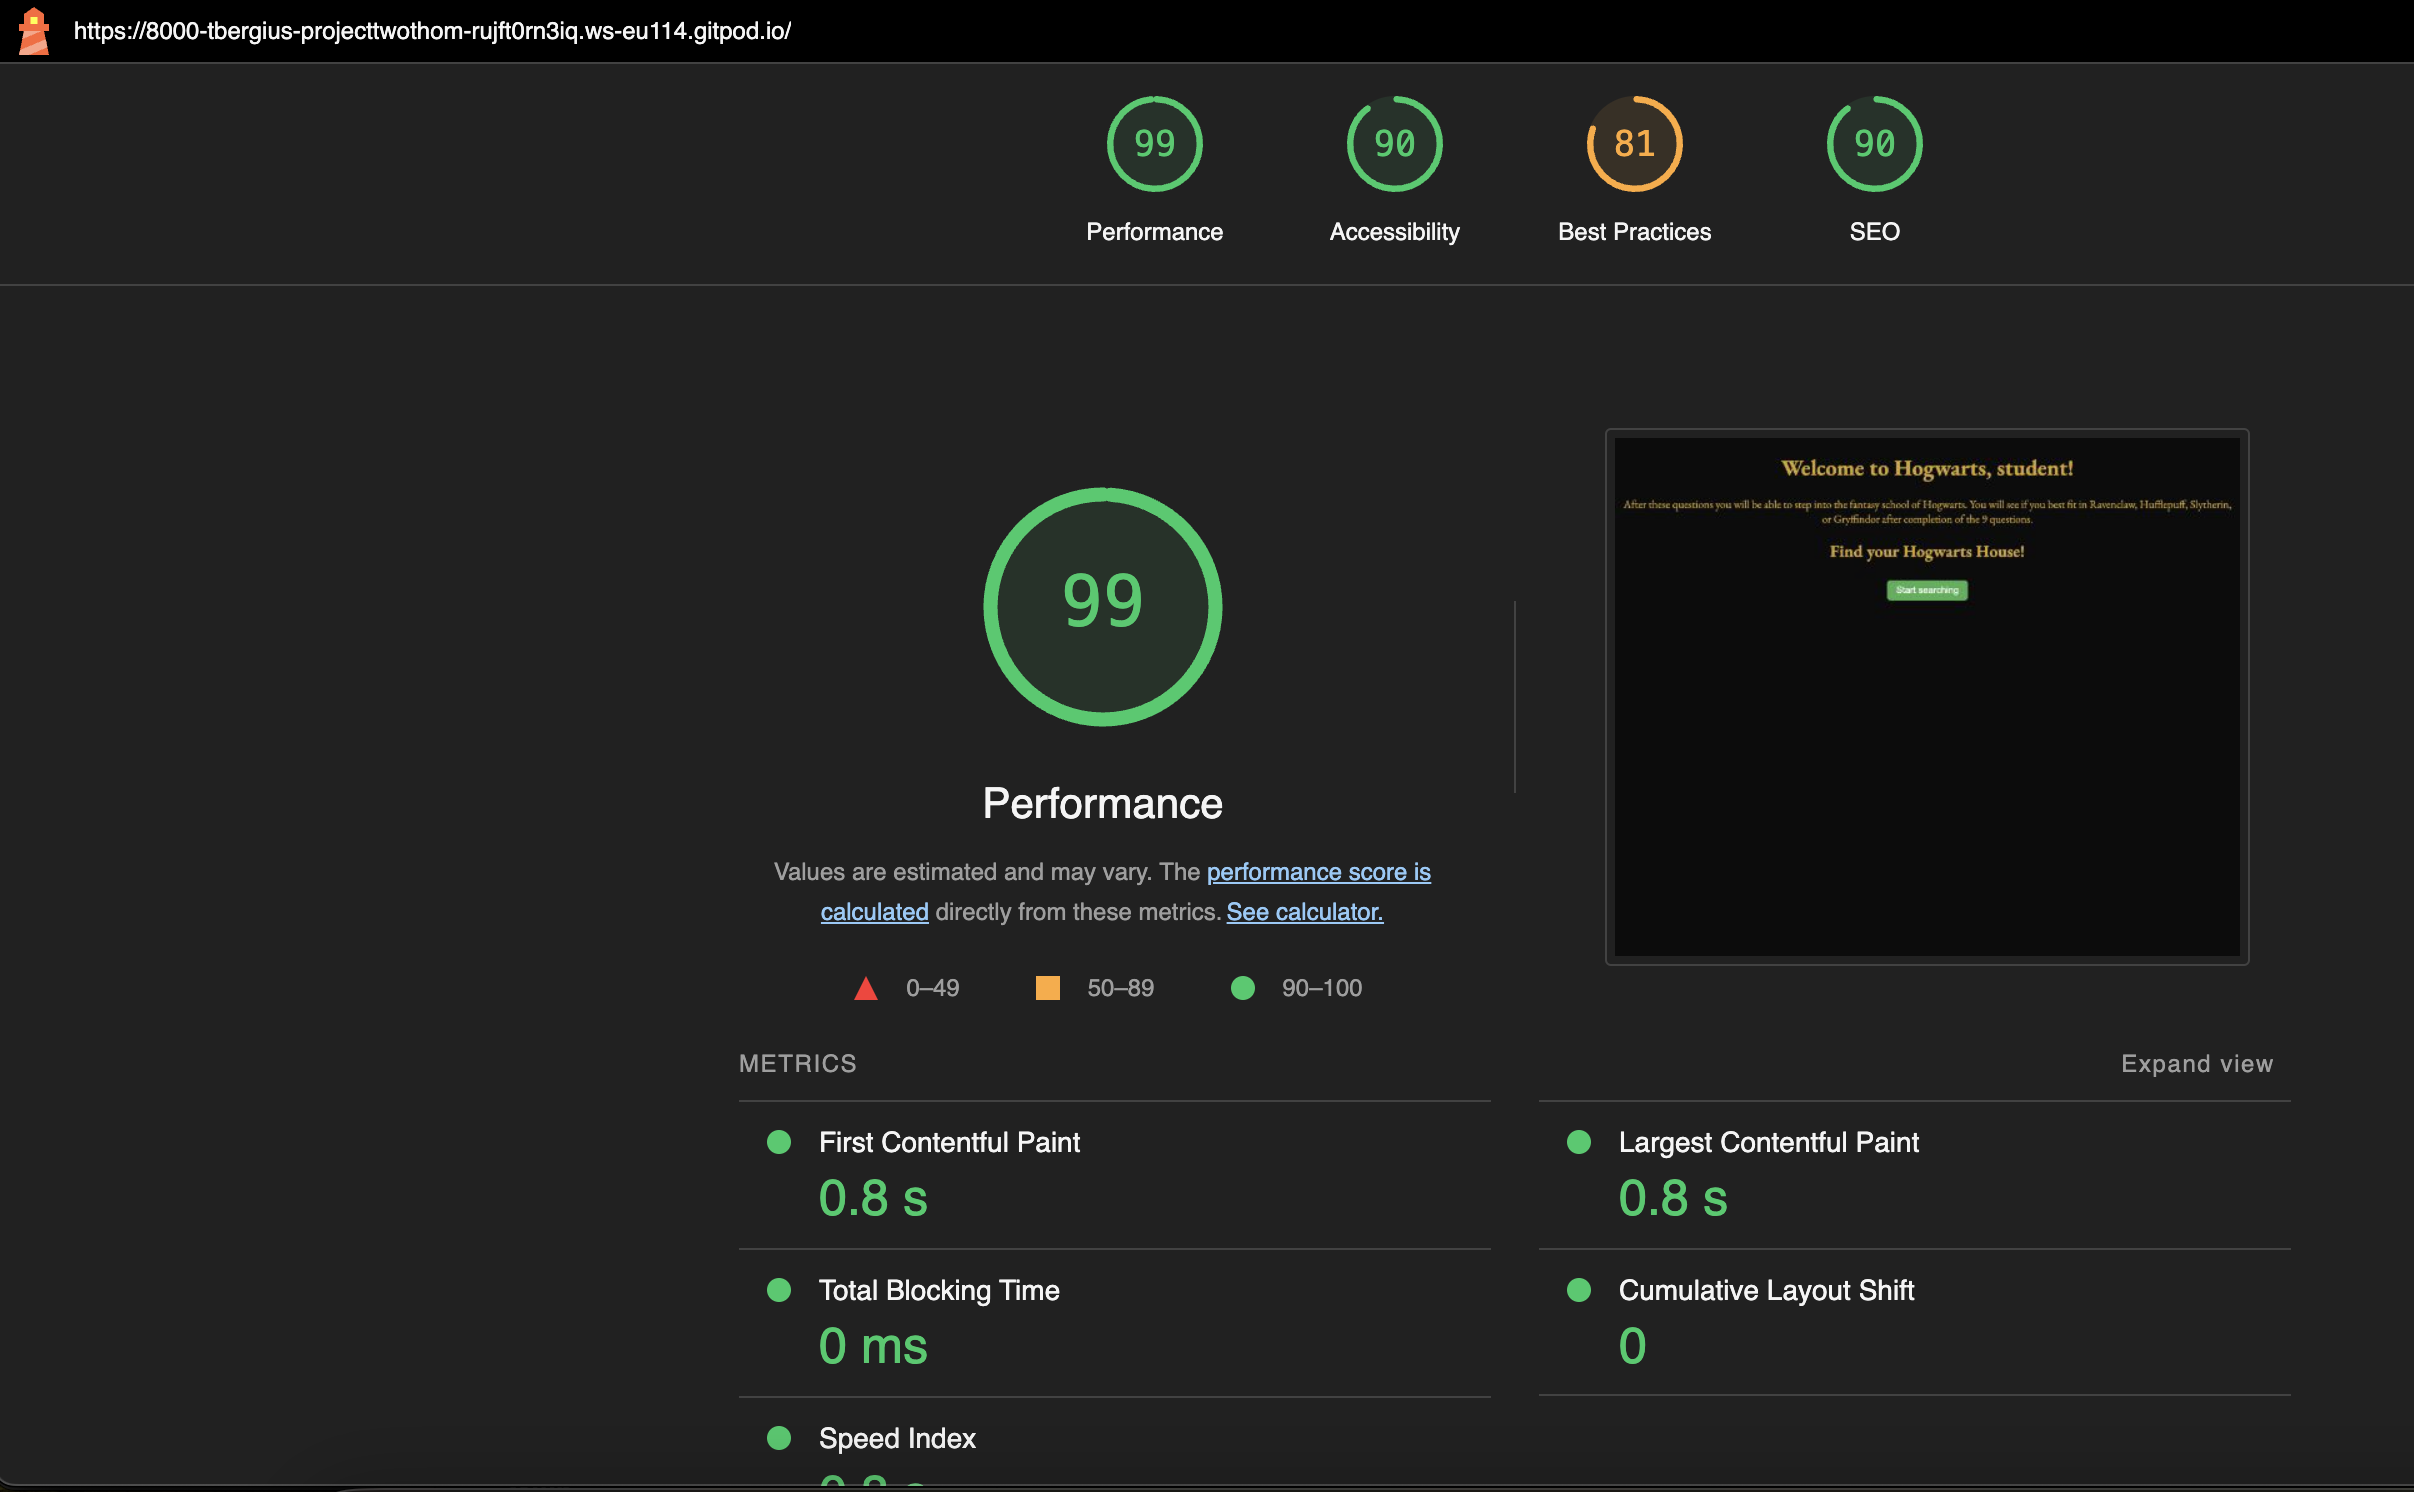 https://8000-tbergius-projecttwothom-rujft0rn3iq.ws-eu114.gitpod.io/
99
90
81
90
Performance
Accessibility
Best Practices
SEO
99
Performance
Values are estimated and may vary. The performance score is
calculated directly from these metrics. See calculator.
0–49
50–89
90–100
Welcome to Hogwarts, student!
After these questions you will be able to step into the fantasy school of Hogwarts. You will see if you best fit in Ravenclaw, Hufflepuff, Slytherin,
or Gryffindor after completion of the 9 questions.
Find your Hogwarts House!
Start searching
METRICS
Expand view
First Contentful Paint
0.8 s
Largest Contentful Paint
0.8 s
Total Blocking Time
0 ms
Cumulative Layout Shift
0
Speed Index